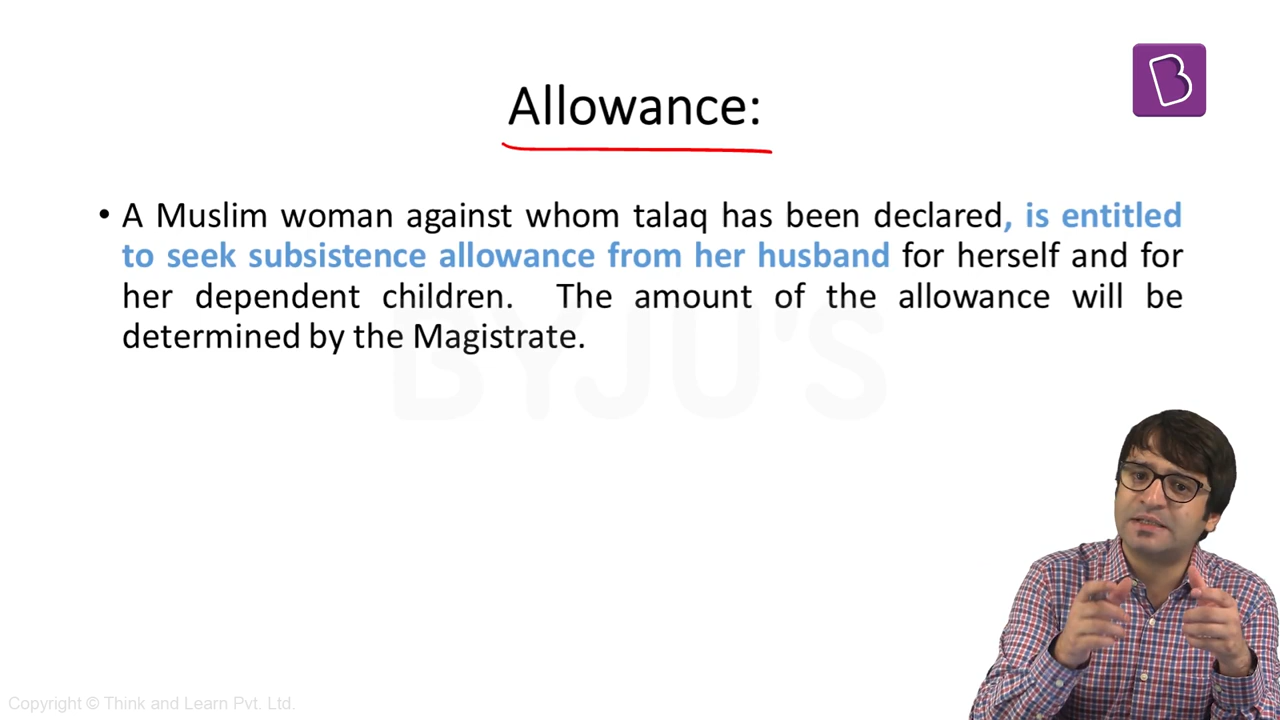 Allowance:
• A Muslim woman against whom talaq has been declared, is entitled
to seek subsistence allowance from her husband for herself and for
her dependent children. The amount of the allowance will be
determined by the Magistrate.
BYJU'S
Copyright © Think and Learn Pvt. Ltd.